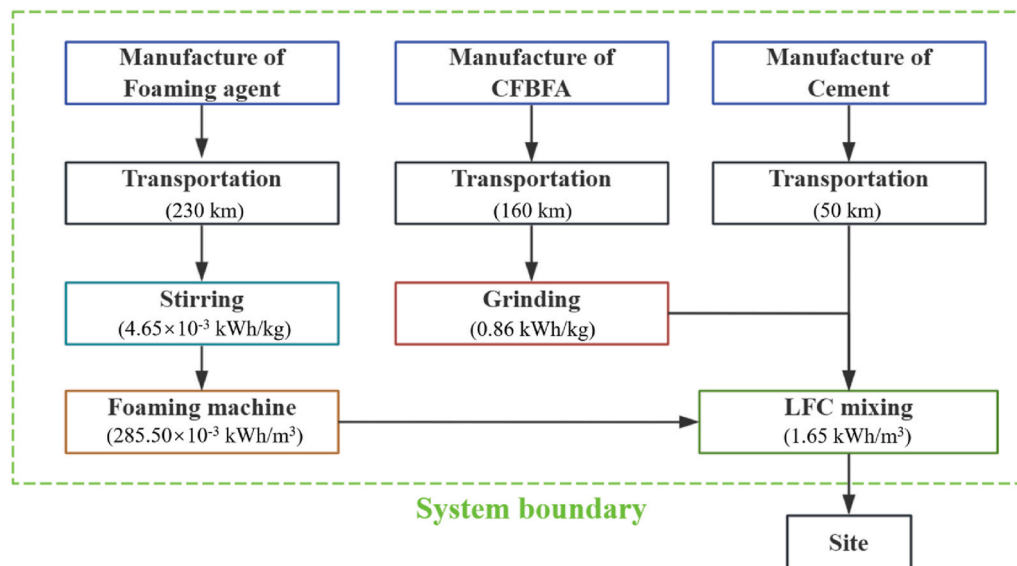 Manufacture of
Foaming agent
Manufacture of
CFBFA
Manufacture of
Cement
Transportation
(230 km)
Transportation
(160 km)
Transportation
(50 km)
Stirring
(4.65×10⁻³ kWh/kg)
Grinding
(0.86 kWh/kg)
Foaming machine
(285.50×10⁻³ kWh/m³)
LFC mixing
(1.65 kWh/m³)
System boundary
Site